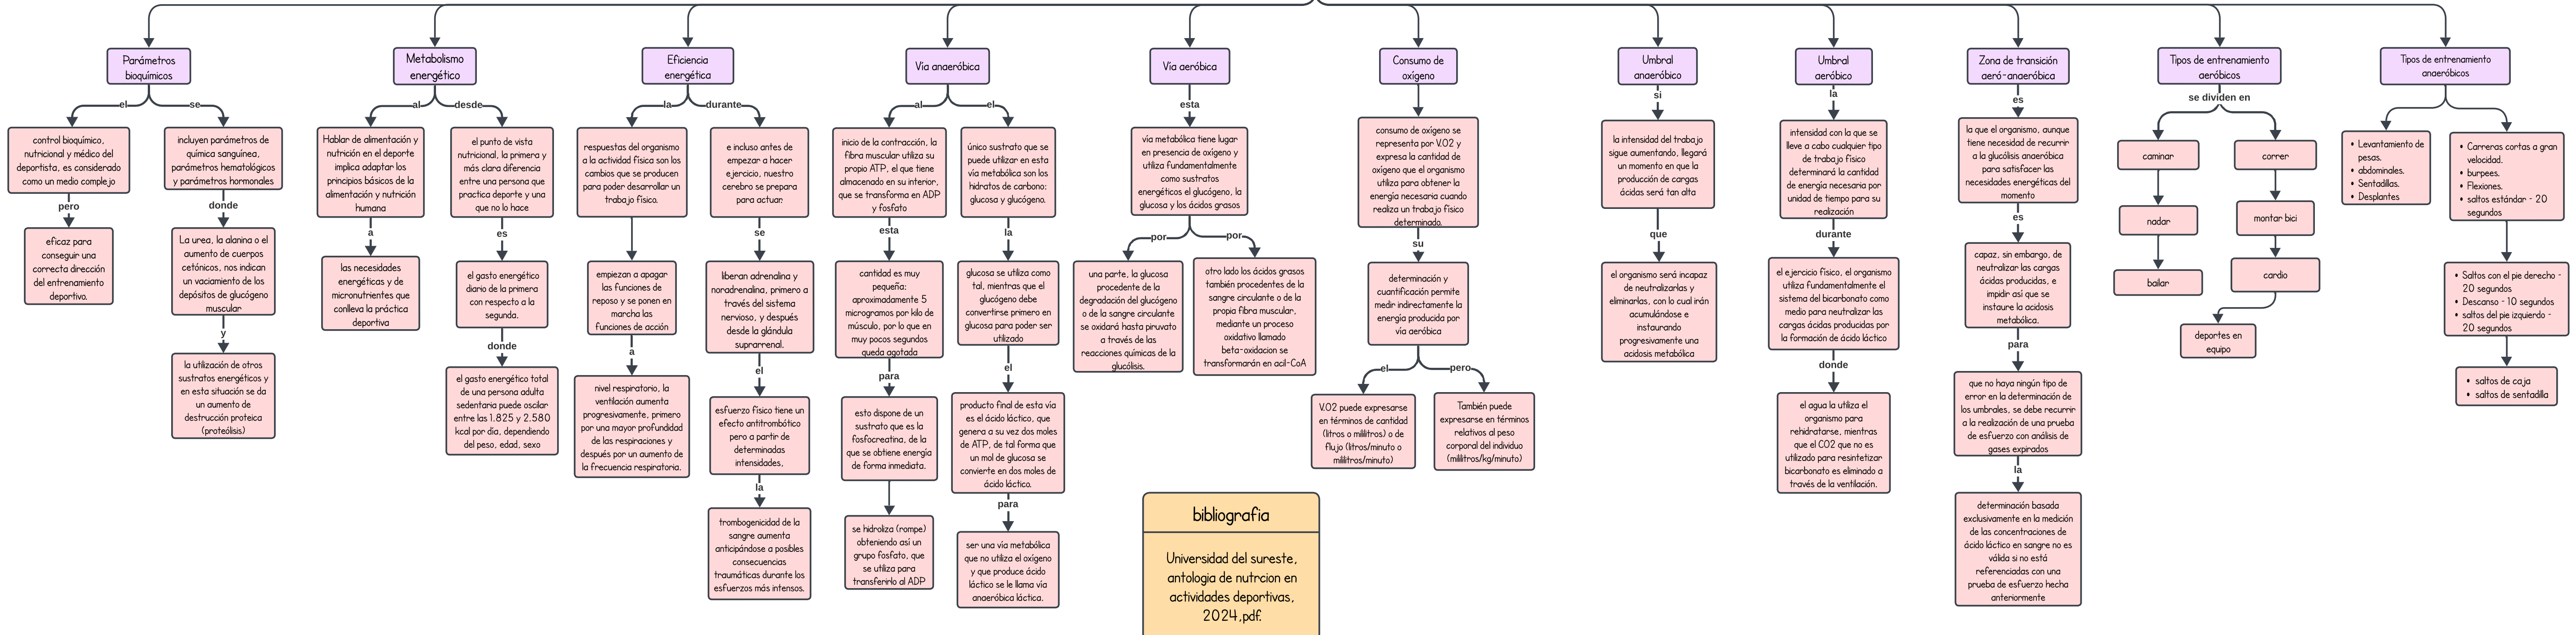 Parámetros
bioquímicos
el
se
control bioquímico,
nutricional y médico del
deportista, es considerado
como un medio complejo
pero
eficaz para
conseguir una
correcta dirección
del entrenamiento
deportivo.
incluyen parámetros de
química sanguínea,
parámetros hematológicos
y parámetros hormonales
donde
La urea, la alanina o el
aumento de cuerpos
cetónicos, nos indican
un vaciamiento de los
depósitos de glucógeno
muscular
y
la utilización de otros
sustratos energéticos y
en esta situación se da
un aumento de
destrucción proteica
(proteólisis)
Metabolismo
energético
al
desde
Hablar de alimentación y
nutrición en el deporte
implica adaptar los
principios básicos de la
alimentación y nutrición
humana
a
las necesidades
energéticas y de
micronutrientes que
conlleva la práctica
deportiva
el punto de vista
nutricional, la primera y
más clara diferencia
entre una persona que
practica deporte y una
que no lo hace
es
el gasto energético
diario de la primera
con respecto a la
segunda.
donde
el gasto energético total
de una persona adulta
sedentaria puede oscilar
entre las 1.825 y 2.580
kcal por día, dependiendo
del peso, edad, sexo
Eficiencia
energética
la
durante
respuestas del organismo
a la actividad física son los
cambios que se producen
para poder desarrollar un
trabajo físico.
empiezan a apagar
las funciones de
reposo y se ponen en
marcha las
funciones de acción
a
nivel respiratorio, la
ventilación aumenta
progresivamente, primero
por una mayor profundidad
de las respiraciones y
después por un aumento de
la frecuencia respiratoria.
e incluso antes de
empezar a hacer
ejercicio, nuestro
cerebro se prepara
para actuar.
se
liberan adrenalina y
noradrenalina, primero a
través del sistema
nervioso, y después
desde la glándula
suprarrenal.
el
esfuerzo físico tiene un
efecto antitrombótico
pero a partir de
determinadas
intensidades,
la
trombogenicidad de la
sangre aumenta
anticipándose a posibles
consecuencias
traumáticas durante los
esfuerzos más intensos.
Vía anaeróbica
al
el
inicio de la contracción, la
fibra muscular utiliza su
propio ATP, el que tiene
almacenado en su interior,
que se transforma en ADP
y fosfato
esta
cantidad es muy
pequeña:
aproximadamente 5
microgramos por kilo de
músculo, por lo que en
muy pocos segundos
queda agotada
para
esto dispone de un
sustrato que es la
fosfocreatina, de la
que se obtiene energía
de forma inmediata.
se hidroliza (rompe)
obteniendo así un
grupo fosfato, que
se utiliza para
transferirlo al ADP
único sustrato que se
puede utilizar en esta
vía metabólica son los
hidratos de carbono:
glucosa y glucógeno.
la
glucosa se utiliza como
tal, mientras que el
glucógeno debe
convertirse primero en
glucosa para poder ser
utilizado
el
producto final de esta vía
es el ácido láctico, que
genera a su vez dos moles
de ATP, de tal forma que
un mol de glucosa se
convierte en dos moles de
ácido láctico.
para
ser una vía metabólica
que no utiliza el oxígeno
y que produce ácido
láctico se le llama vía
anaeróbica láctica.
Vía aeróbica
esta
vía metabólica tiene lugar
en presencia de oxígeno y
utiliza fundamentalmente
como sustratos
energéticos el glucógeno, la
glucosa y los ácidos grasos
por
por
una parte, la glucosa
procedente de la
degradación del glucógeno
o de la sangre circulante
se oxidará hasta piruvato
a través de las
reacciones químicas de la
glucólisis.
otro lado los ácidos grasos
también procedentes de la
sangre circulante o de la
propia fibra muscular,
mediante un proceso
oxidativo llamado
beta-oxidacion se
transformarán en acil-CoA
Consumo de
oxígeno
consumo de oxígeno se
representa por V.O2 y
expresa la cantidad de
oxígeno que el organismo
utiliza para obtener la
energía necesaria cuando
realiza un trabajo físico
determinado.
su
determinación y
cuantificación permite
medir indirectamente la
energía producida por
vía aeróbica
el
pero
V.O2 puede expresarse
en términos de cantidad
(litros o mililitros) o de
flujo (litros/minuto o
mililitros/minuto)
También puede
expresarse en términos
relativos al peso
corporal del individuo
(mililitros/kg/minuto)
Umbral
anaeróbico
si
la intensidad del trabajo
sigue aumentando, llegará
un momento en que la
producción de cargas
ácidas será tan alta
que
el organismo será incapaz
de neutralizarlas y
eliminarlas, con lo cual irán
acumulándose e
instaurando
progresivamente una
acidosis metabólica
Umbral
aeróbico
la
intensidad con la que se
lleve a cabo cualquier tipo
de trabajo físico
determinará la cantidad
de energía necesaria por
unidad de tiempo para su
realización
durante
el ejercicio físico, el organismo
utiliza fundamentalmente el
sistema del bicarbonato como
medio para neutralizar las
cargas ácidas producidas por
la formación de ácido láctico
donde
el agua la utiliza el
organismo para
rehidratarse, mientras
que el CO2 que no es
utilizado para resintetizar
bicarbonato es eliminado a
través de la ventilación.
Zona de transición
aeró-anaeróbica
es
la que el organismo, aunque
tiene necesidad de recurrir
a la glucólisis anaeróbica
para satisfacer las
necesidades energéticas del
momento
es
capaz, sin embargo, de
neutralizar las cargas
ácidas producidas, e
impidir así que se
instaure la acidosis
metabólica.
para
que no haya ningún tipo de
error en la determinación de
los umbrales, se debe recurrir
a la realización de una prueba
de esfuerzo con análisis de
gases expirados
la
determinación basada
exclusivamente en la medición
de las concentraciones de
ácido láctico en sangre no es
válida si no está
referenciadas con una
prueba de esfuerzo hecha
anteriormente
Tipos de entrenamiento
aeróbicos
se dividen en
caminar
nadar
bailar
correr
montar bici
cardio
deportes en
equipo
Tipos de entrenamiento
anaeróbicos
• Levantamiento de
pesas.
• abdominales.
• Sentadillas.
• Desplantes
• Carreras cortas a gran
velocidad.
• burpees.
• Flexiones.
• saltos estándar - 20
segundos
• Saltos con el pie derecho -
20 segundos
• Descanso - 10 segundos
• saltos del pie izquierdo -
20 segundos
• saltos de caja
• saltos de sentadilla
bibliografia
Universidad del sureste,
antologia de nutrcion en
actividades deportivas,
2024,pdf.